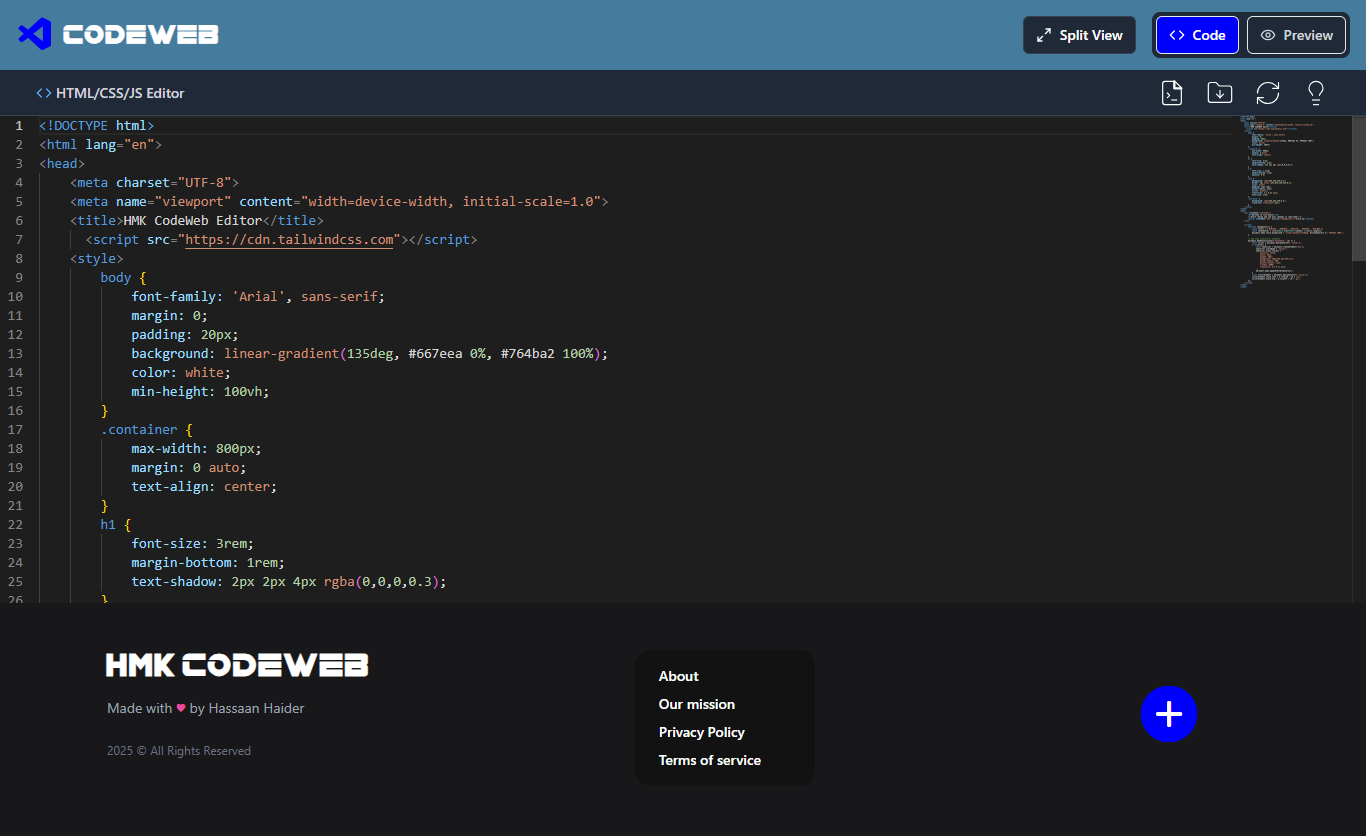 CODEWEB
Split View
Code
Preview
HTML/CSS/JS Editor
1 <!DOCTYPE html>
2 <html lang="en">
3 <head>
4 <meta charset="UTF-8">
5 <meta name="viewport" content="width=device-width, initial-scale=1.0">
6 <title>HMK CodeWeb Editor</title>
7 <script src="https://cdn.tailwindcss.com"></script>
8 <style>
9 body {
10 font-family: 'Arial', sans-serif;
11 margin: 0;
12 padding: 20px;
13 background: linear-gradient(135deg, #667eea 0%, #764ba2 100%);
14 color: white;
15 min-height: 100vh;
16 }
17 .container {
18 max-width: 800px;
19 margin: 0 auto;
20 text-align: center;
21 }
22 h1 {
23 font-size: 3rem;
24 margin-bottom: 1rem;
25 text-shadow: 2px 2px 4px rgba(0,0,0,0.3);
26 }
HMK CODEWEB
Made with ♥ by Hassaan Haider
2025 © All Rights Reserved
About
Our mission
Privacy Policy
Terms of service